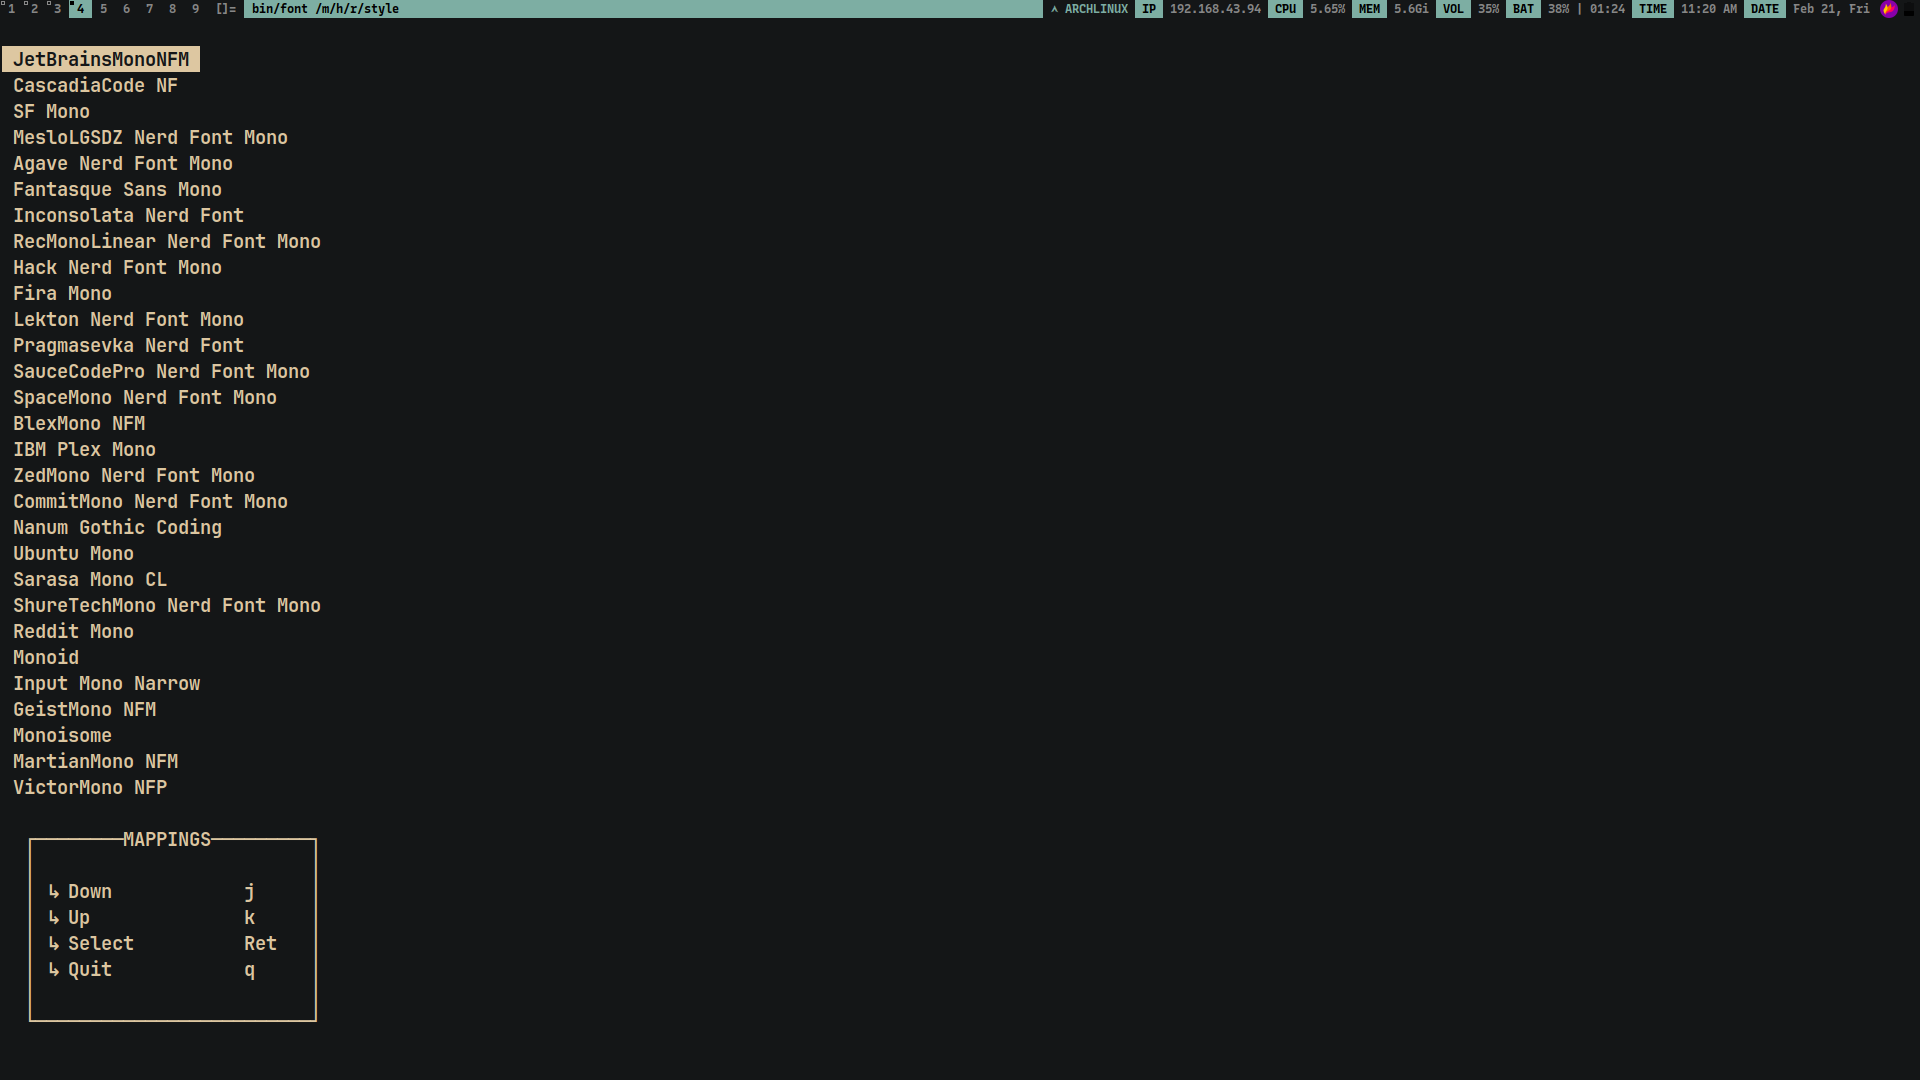 1 2 3 4 5 6 7 8 9 []= bin/font /m/h/r/style ARCHLINUX IP 192.168.43.94 CPU 5.65% MEM 5.6Gi VOL 35% BAT 38% | 01:24 TIME 11:20 AM DATE Feb 21, Fri
JetBrainsMonoNFM
CascadiaCode NF
SF Mono
MesloLGSDZ Nerd Font Mono
Agave Nerd Font Mono
Fantasque Sans Mono
Inconsolata Nerd Font
RecMonoLinear Nerd Font Mono
Hack Nerd Font Mono
Fira Mono
Lekton Nerd Font Mono
Pragmasevka Nerd Font
SauceCodePro Nerd Font Mono
SpaceMono Nerd Font Mono
BlexMono NFM
IBM Plex Mono
ZedMono Nerd Font Mono
CommitMono Nerd Font Mono
Nanum Gothic Coding
Ubuntu Mono
Sarasa Mono CL
ShureTechMono Nerd Font Mono
Reddit Mono
Monoid
Input Mono Narrow
GeistMono NFM
Monoisome
MartianMono NFM
VictorMono NFP
MAPPINGS
↳ Down j
↳ Up k
↳ Select Ret
↳ Quit q